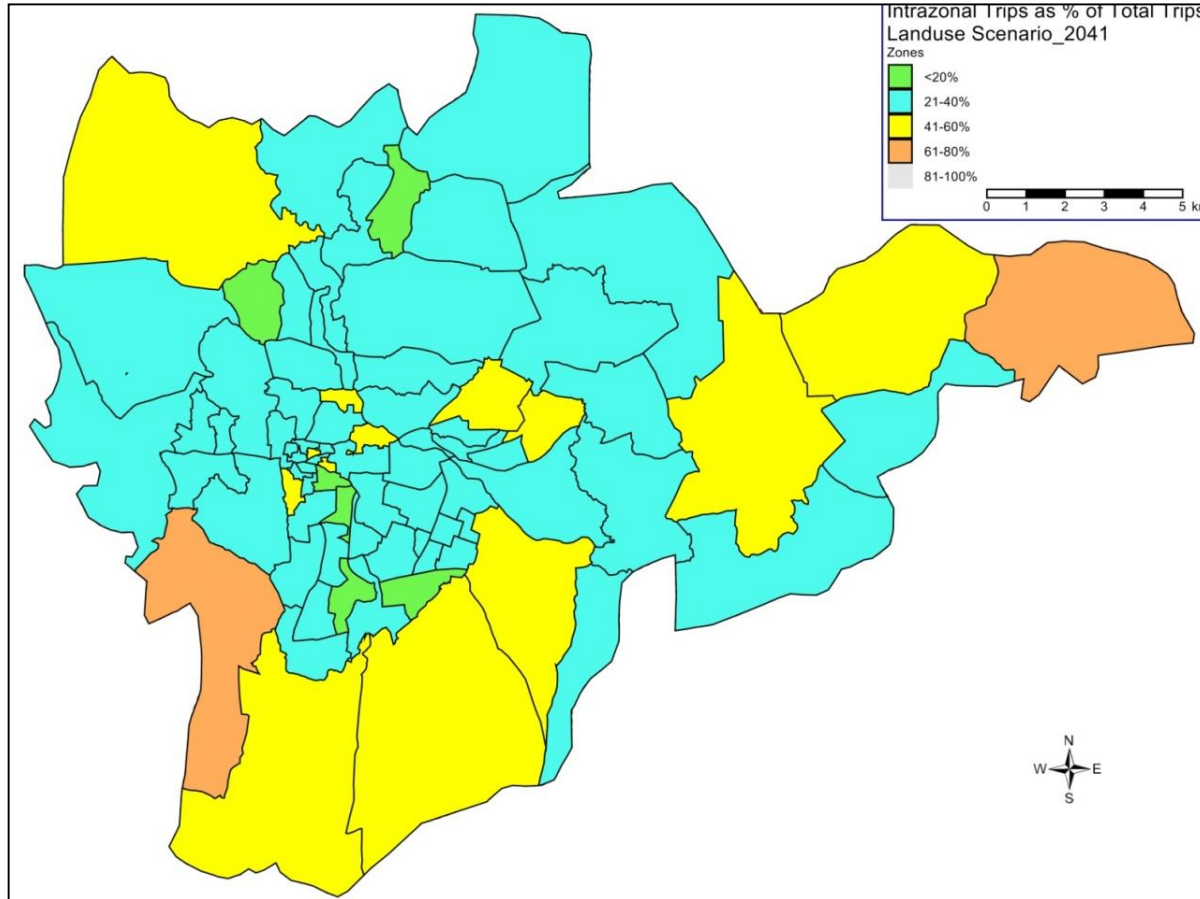 Intrazonal Trips as % of Total Trips
Landuse Scenario_2041
Zones
<20%
21-40%
41-60%
61-80%
81-100%
0 1 2 3 4 5 km
N
W E
S